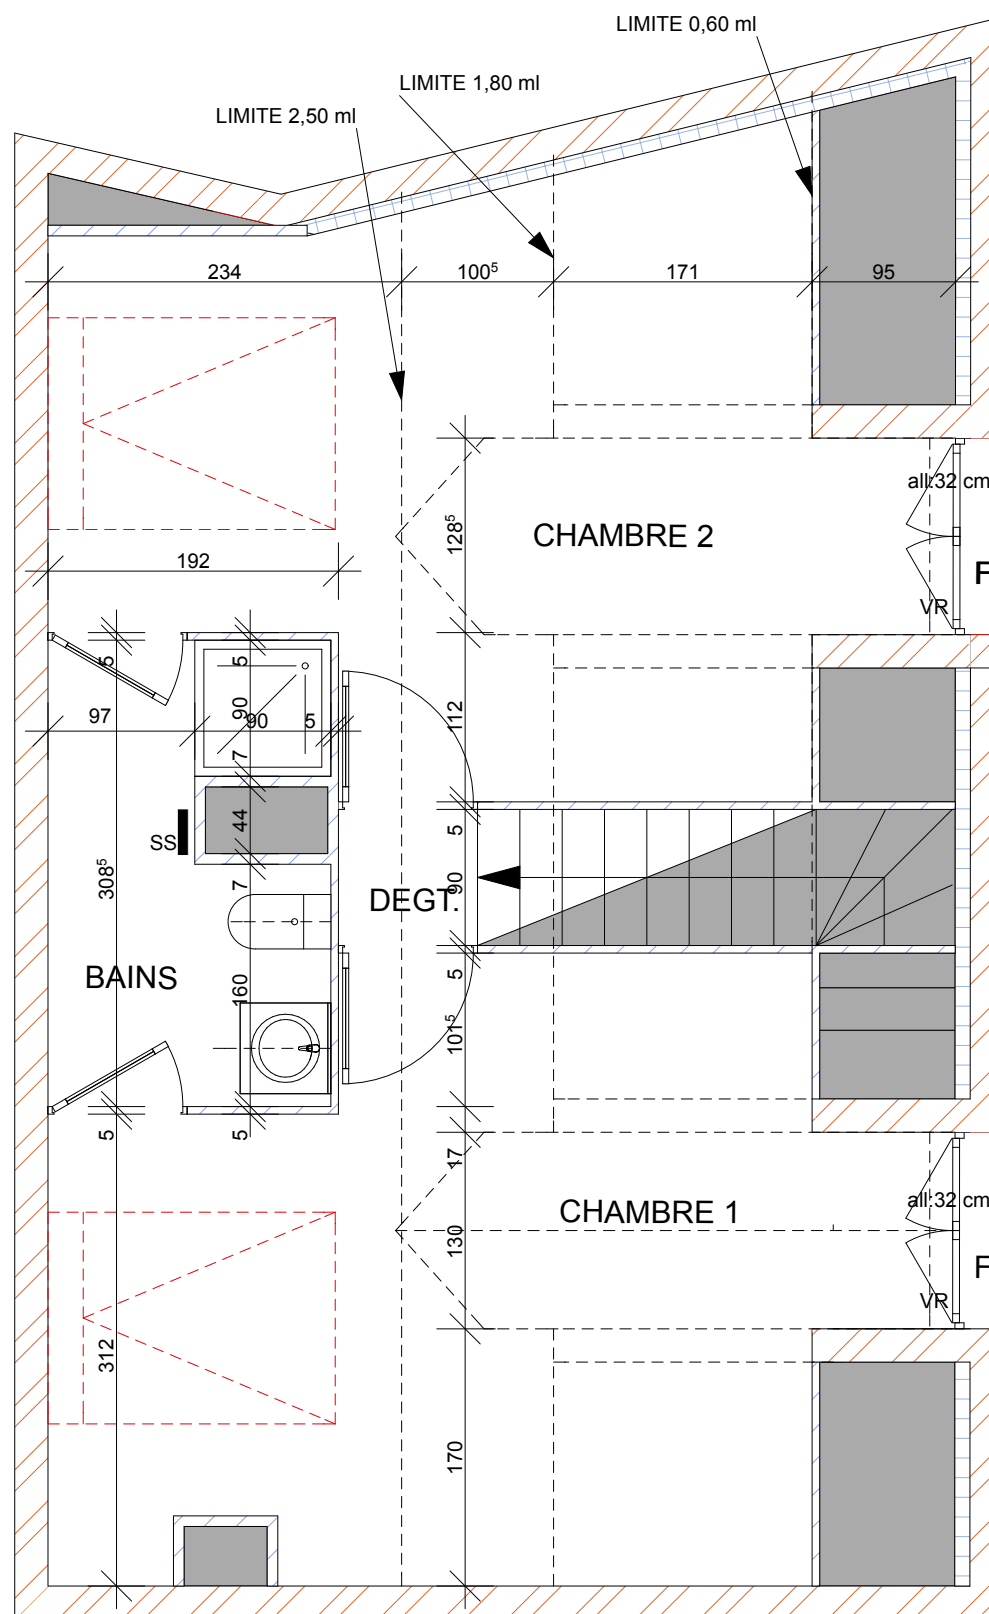 LIMITE 0,60 ml
LIMITE 1,80 ml
LIMITE 2,50 ml
234
100⁵
171
95
all:32 cm
128⁵
CHAMBRE 2
192
F
VR
5
5
97
90
90
5
112
7
44
5
SS
308⁵
7
90
DEGT.
BAINS
160
5
101⁵
5
5
17
all:32 cm
CHAMBRE 1
130
F
VR
312
170